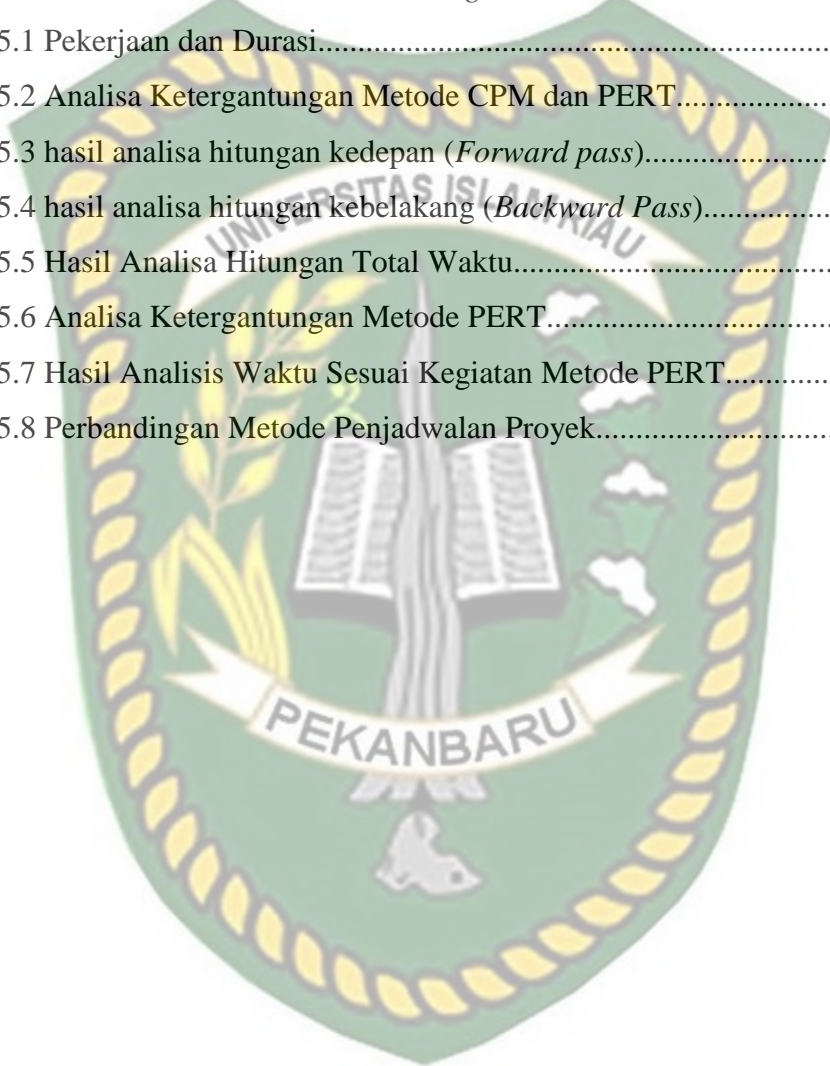 5.1 Pekerjaan dan Durasi....................................................................
5.2 Analisa Ketergantungan Metode CPM dan PERT....................
5.3 hasil analisa hitungan kedepan (Forward pass)........................
5.4 hasil analisa hitungan kebelakang (Backward Pass)................
5.5 Hasil Analisa Hitungan Total Waktu..........................................
5.6 Analisa Ketergantungan Metode PERT.....................................
5.7 Hasil Analisis Waktu Sesuai Kegiatan Metode PERT..............
5.8 Perbandingan Metode Penjadwalan Proyek..............................
UNIVERSITAS ISLAM RIAU
PEKANBARU